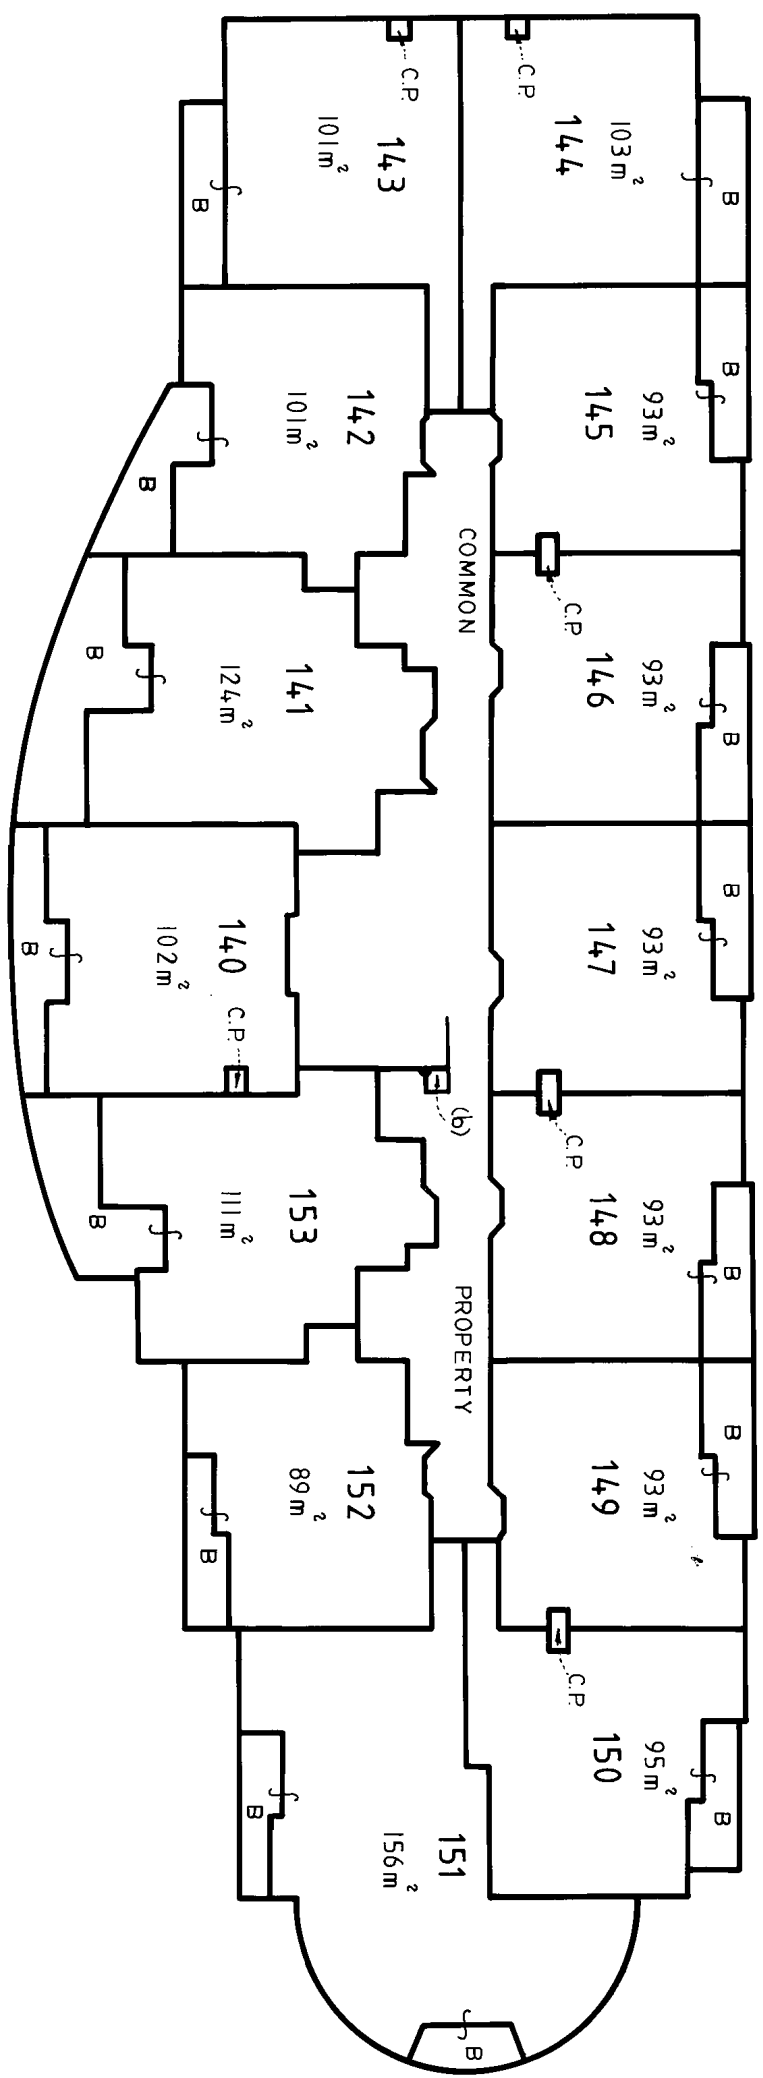 C.P.
C.P.
144
103m²
B
143
101m²
B
145
93m²
B
142
101m²
B
COMMON
C.P.
146
93m²
B
141
124m²
B
147
93m²
B
140
102m²
B
C.P.
(b)
C.P.
148
93m²
B
153
111m²
B
PROPERTY
149
93m²
B
152
89m²
B
C.P.
150
95m²
B
151
156m²
B
B